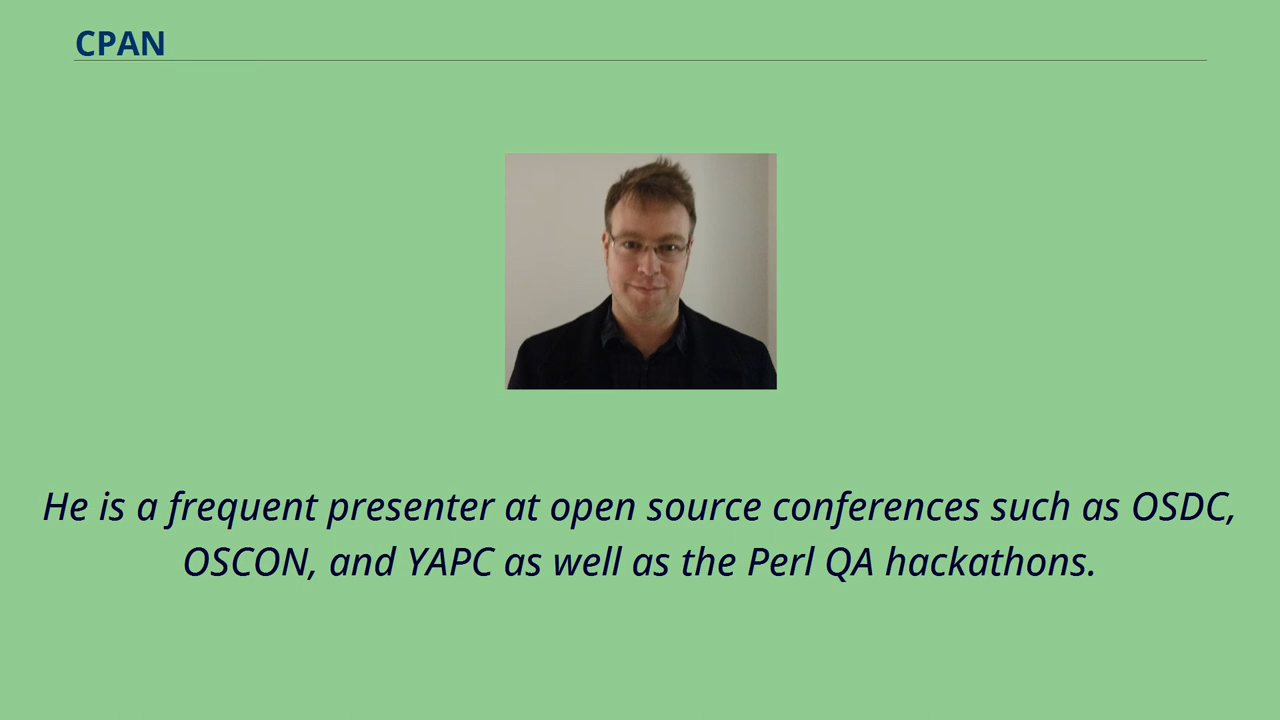 CPAN
He is a frequent presenter at open source conferences such as OSDC,
OSCON, and YAPC as well as the Perl QA hackathons.